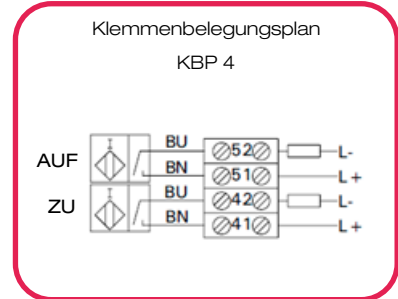 Klemmenbelegungsplan
KBP 4
AUF BU 52 L-
BN 51 L+
ZU BU 42 L-
BN 41 L+